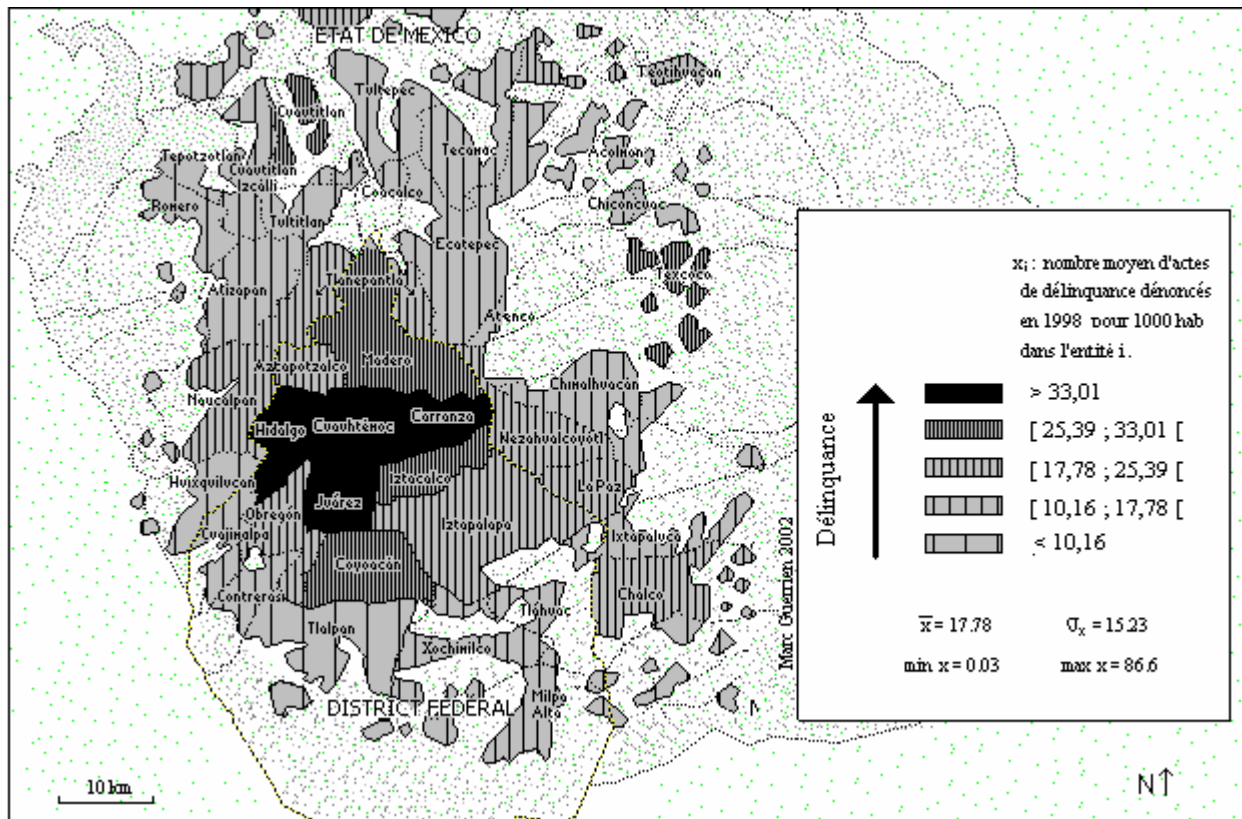 ETAT DE MEXICO
Teotihuacan
Tultepec
Cuautitlan
Tecamac
Acolman
Tepotzotlan
Cuautitlan
Izcalli
Coacalco
Chiconcuac
Romero
Tultitlan
Ecatepec
Texcoco
Tlanepantla
Atizapan
Atenco
Madero
Aztapotzalco
Chimalhuacán
Naucalpan
Carranza
Hidalgo
Cuauhtémoc
Nezahualcoyotl
Iztacalco
Huixquilucan
La Paz
Juárez
Obregón
Iztapalapa
Cuajimalpa
Ixtapaluca
Coyoacán
Contreras
Chalco
Tláhuac
Tlalpan
Xochimilco
Milpa
Alta
DISTRICT FEDERAL
10 km
N
Marc Guerrien 2002
xi : nombre moyen d'actes
de délinquance dénoncés
en 1998 pour 1000 hab
dans l'entité i.
Délinquance
> 33,01
[ 25,39 ; 33,01 [
[ 17,78 ; 25,39 [
[ 10,16 ; 17,78 [
< 10,16
x̅ = 17.78 σx = 15.23
min x = 0.03 max x = 86.6
N↑